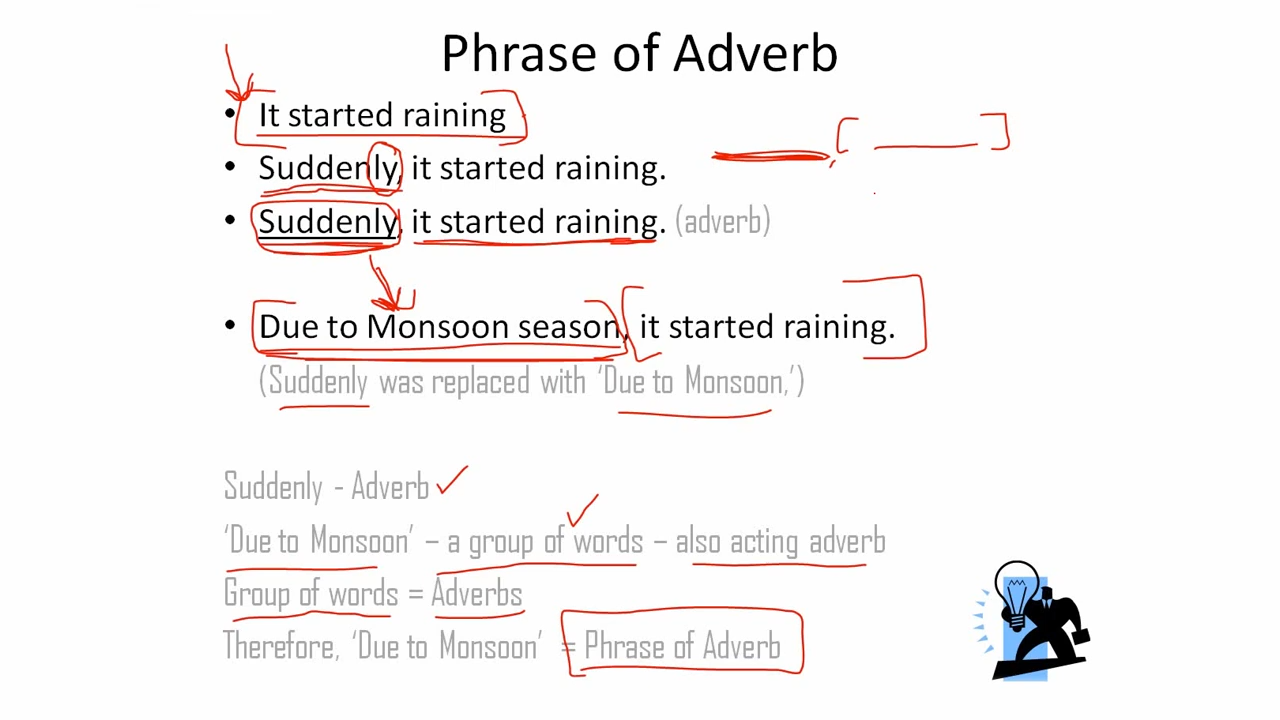 Phrase of Adverb
• It started raining
• Suddenly, it started raining.
• Suddenly, it started raining. (adverb)
• Due to Monsoon season, it started raining.
(Suddenly was replaced with ‘Due to Monsoon,’)
Suddenly - Adverb
‘Due to Monsoon’ – a group of words – also acting adverb
Group of words = Adverbs
Therefore, ‘Due to Monsoon’ = Phrase of Adverb